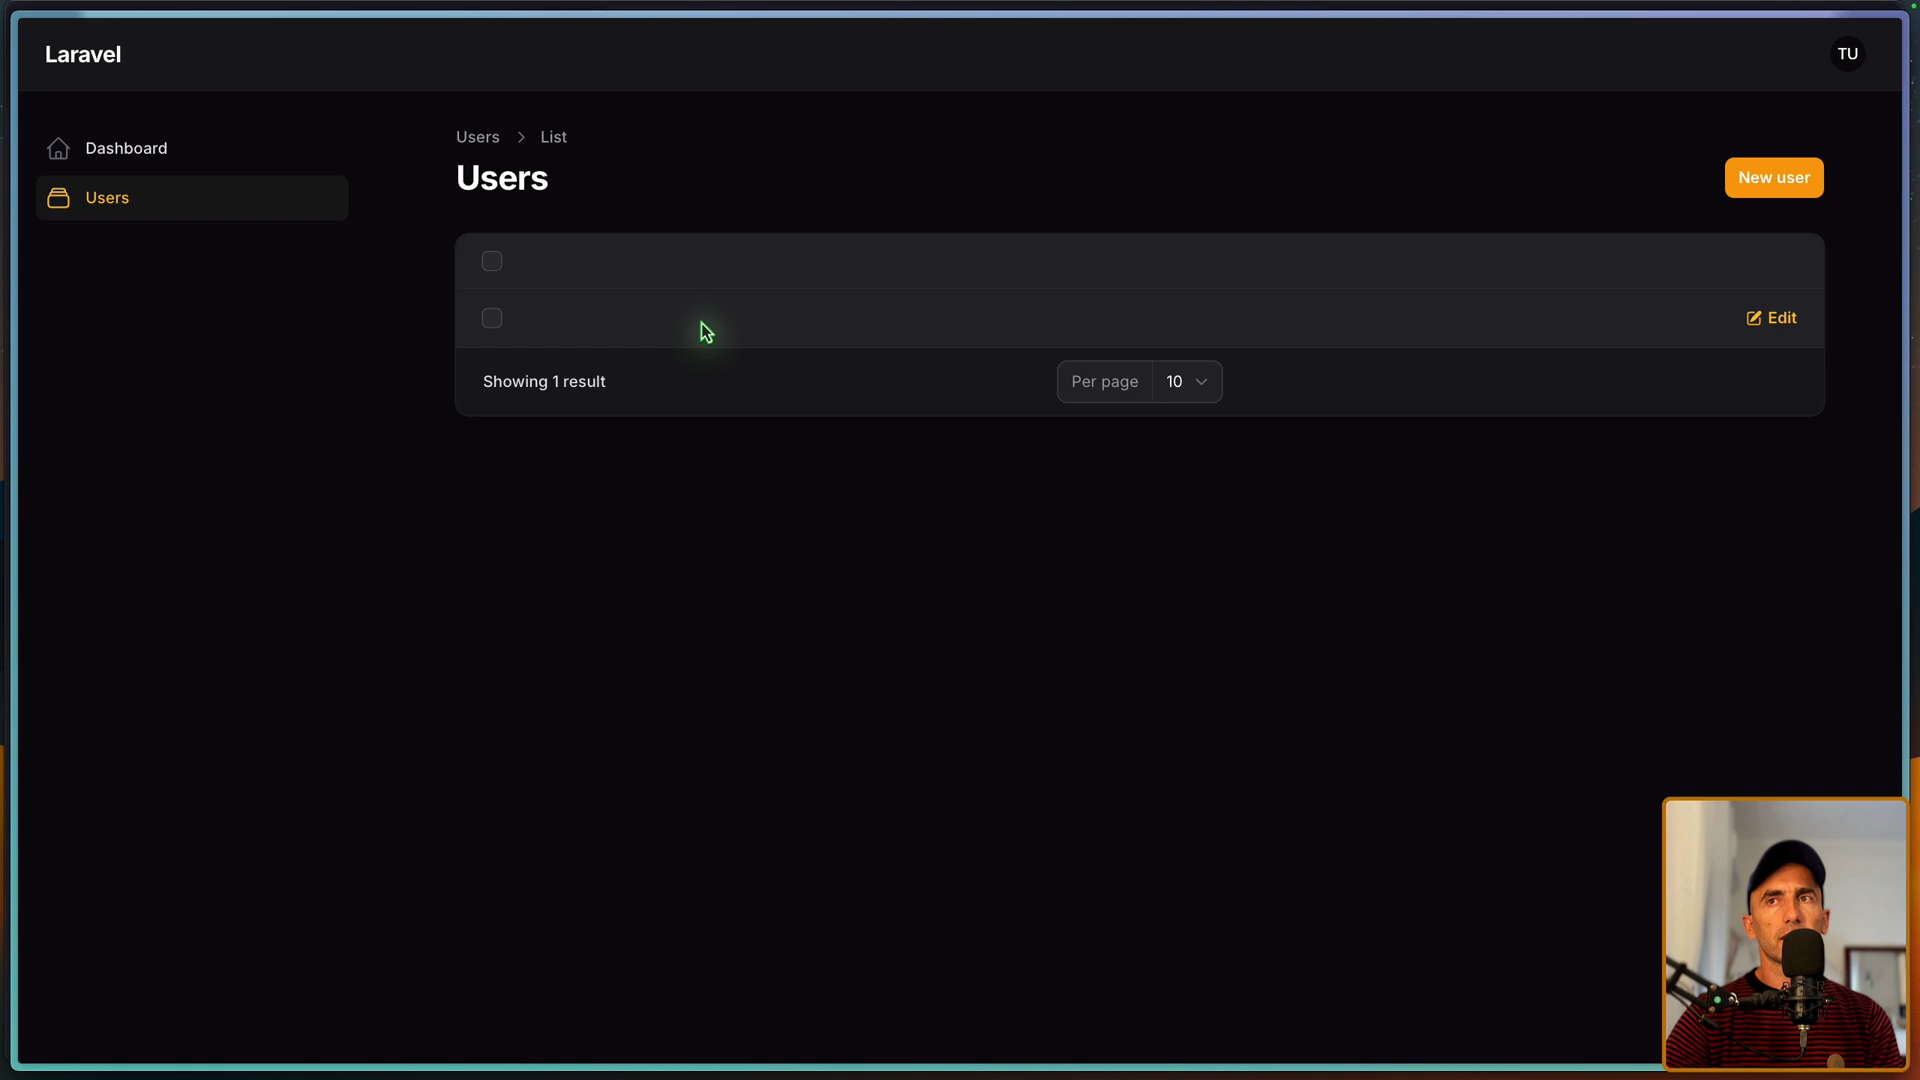 Laravel
TU
Dashboard
Users
Users > List
Users
New user
Edit
Showing 1 result
Per page 10